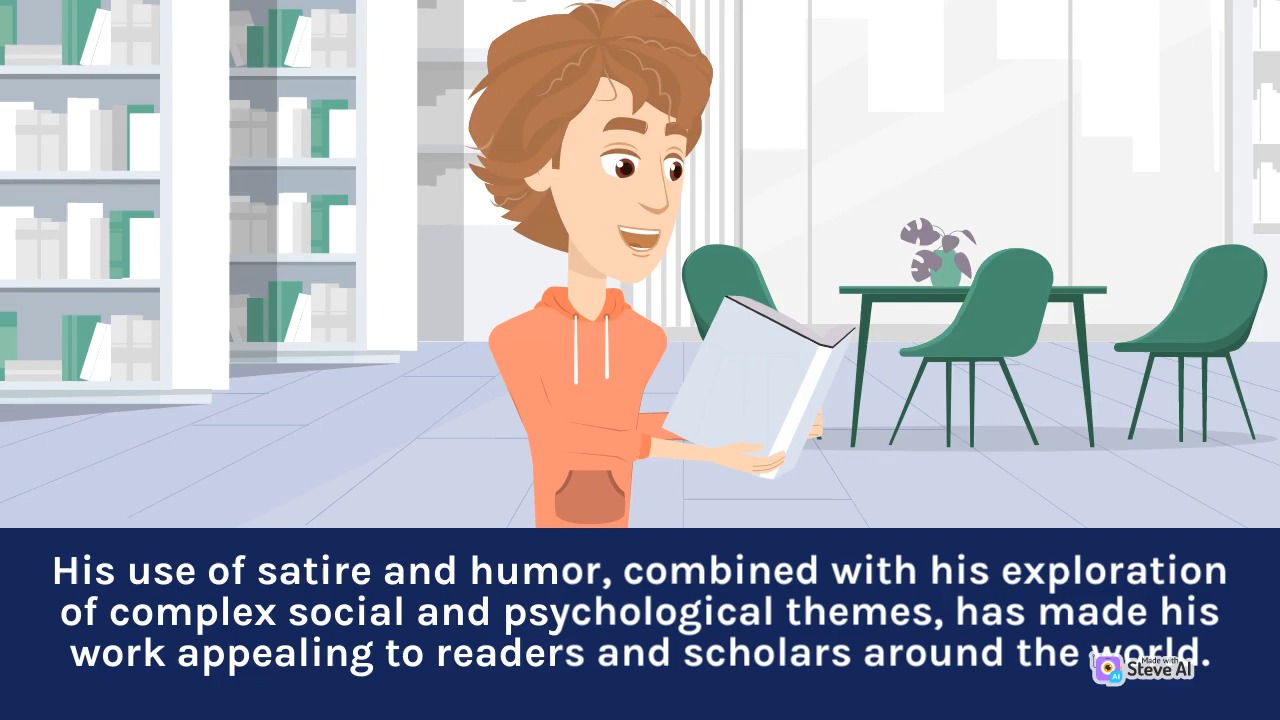 His use of satire and humor, combined with his exploration
of complex social and psychological themes, has made his
work appealing to readers and scholars around the world.
Made with
Steve AI
AI